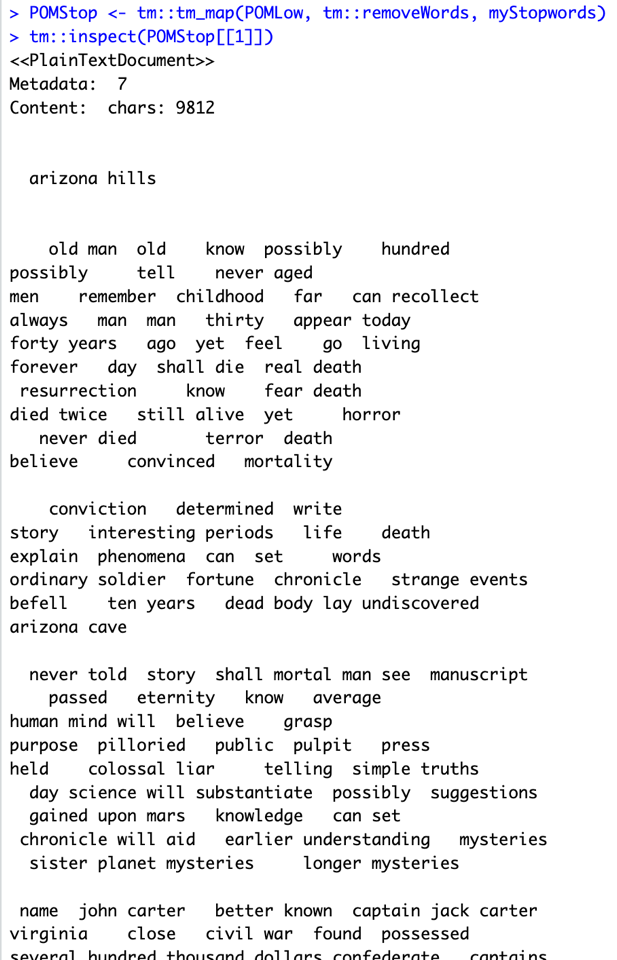 > POMStop <- tm::tm_map(POMLow, tm::removeWords, myStopwords)
> tm::inspect(POMStop[[1]])
<<PlainTextDocument>>
Metadata:  7
Content:  chars: 9812
  arizona hills
    old man  old    know  possibly    hundred
possibly     tell    never aged
men    remember  childhood   far   can recollect
always   man  man   thirty   appear today
forty years   ago  yet  feel    go  living
forever   day  shall die  real death
 resurrection     know    fear death
died twice   still alive  yet     horror
   never died       terror  death
believe     convinced   mortality
    conviction   determined  write
story   interesting periods   life    death
explain  phenomena  can  set     words
ordinary soldier  fortune  chronicle   strange events
befell    ten years   dead body lay undiscovered
arizona cave
  never told  story  shall mortal man see  manuscript
    passed   eternity   know   average
human mind will  believe    grasp
purpose  pilloried   public  pulpit   press
held    colossal liar     telling  simple truths
  day science will substantiate  possibly  suggestions
  gained upon mars   knowledge   can set
 chronicle will aid   earlier understanding   mysteries
  sister planet mysteries     longer mysteries
 name  john carter   better known  captain jack carter
virginia    close   civil war  found  possessed
several hundred thousand dollars confederate   captains